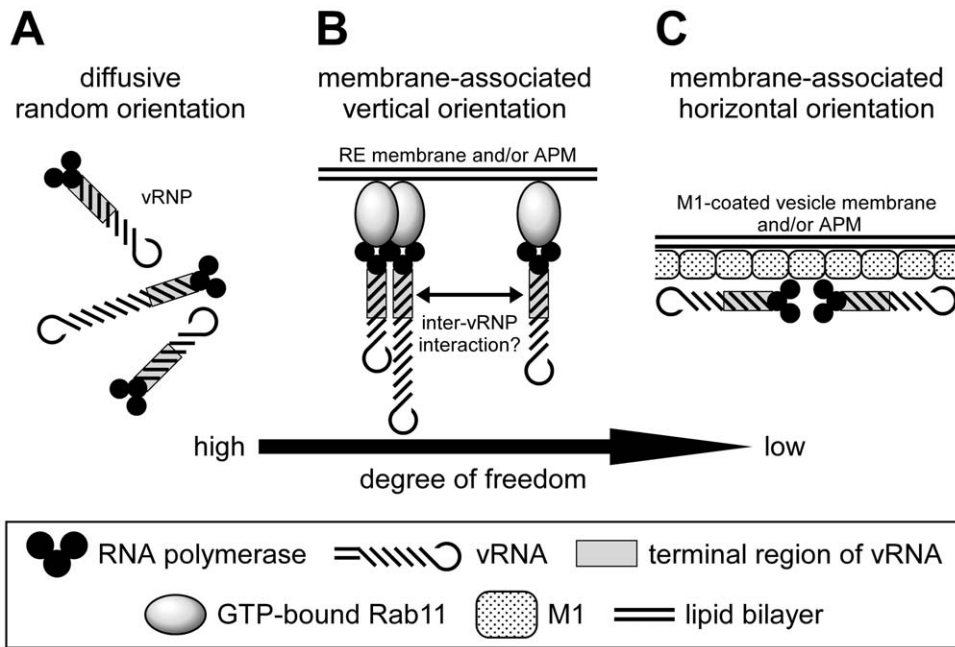 A
diffusive
random orientation
vRNP
B
membrane-associated
vertical orientation
RE membrane and/or APM
inter-vRNP
interaction?
C
membrane-associated
horizontal orientation
M1-coated vesicle membrane
and/or APM
high
low
degree of freedom
RNA polymerase
vRNA
terminal region of vRNA
GTP-bound Rab11
M1
lipid bilayer